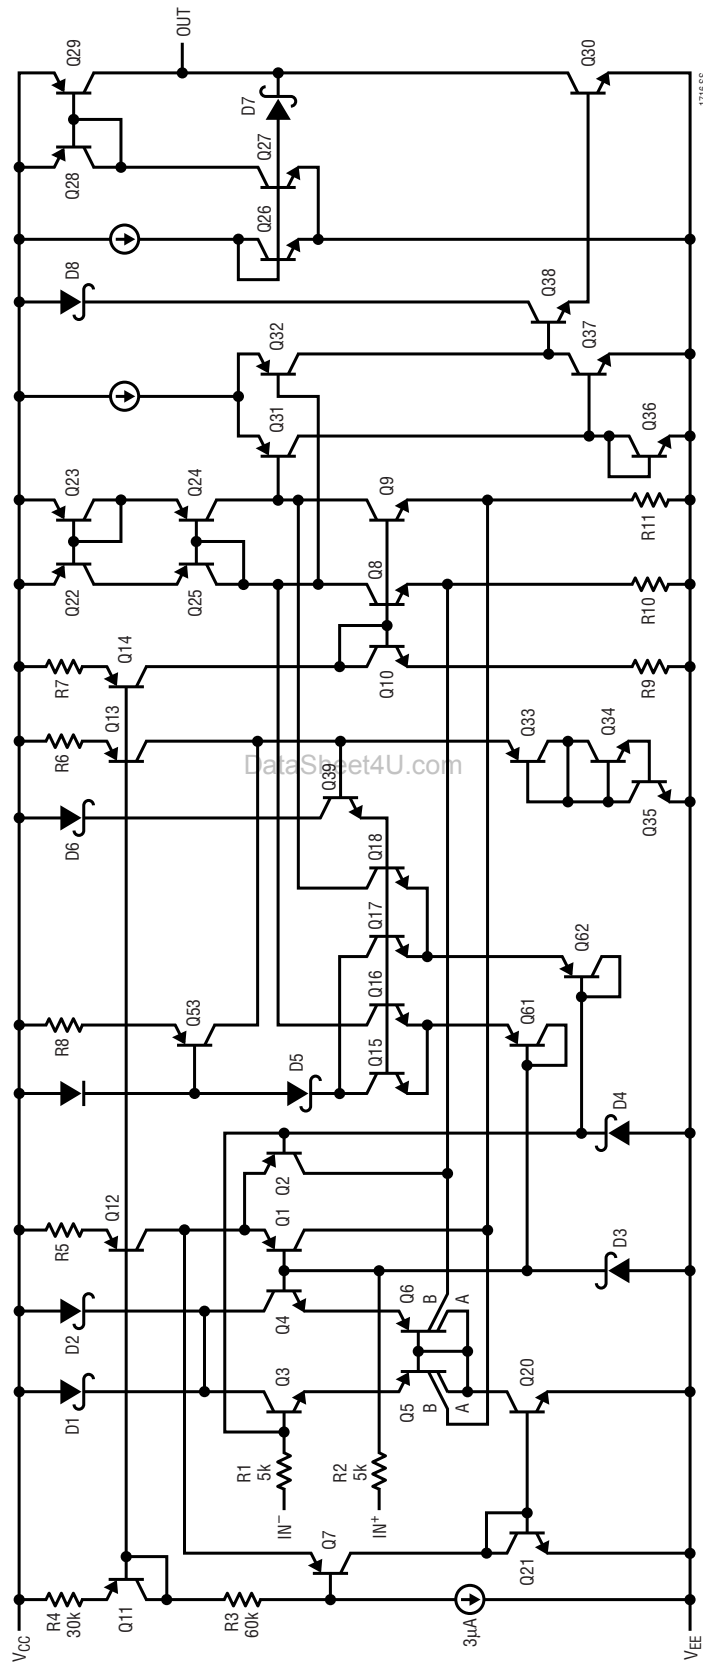 VCC
R4
30k
D1
D2
R5
R8
D6
R6
R7
Q22
Q23
D8
Q28
Q29
Q11
Q12
Q13
Q14
OUT
R3
60k
Q53
Q25
Q24
IN−
R1
5k
Q3
Q4
Q1
Q2
D5
D7
Q26
Q27
Q7
IN+
R2
5k
Q39
Q31
Q32
Q5
B
A
Q6
B
A
Q15
Q16
Q17
Q18
Q10
Q8
Q9
DataSheet4U.com
3µA
Q21
Q20
Q61
Q62
Q33
Q38
Q34
Q37
Q35
Q36
Q30
D3
D4
R9
R10
R11
VEE